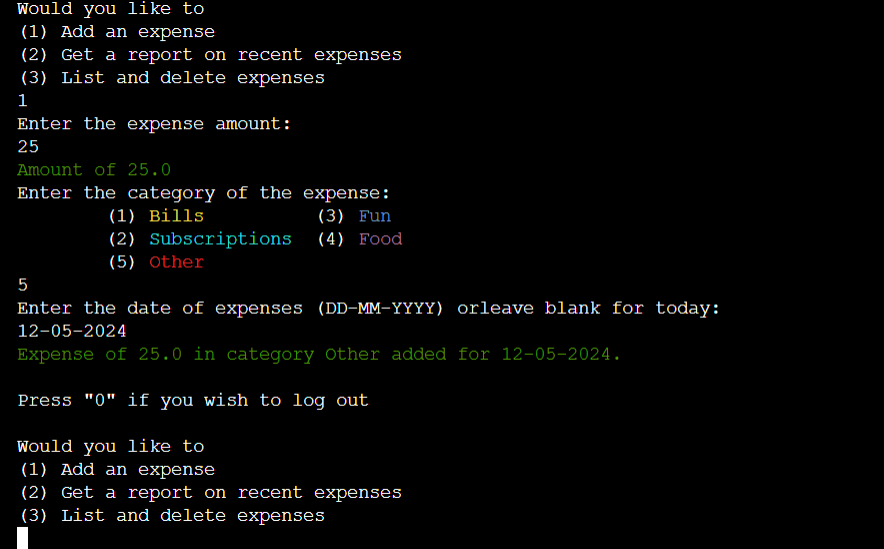 Would you like to
(1) Add an expense
(2) Get a report on recent expenses
(3) List and delete expenses
1
Enter the expense amount:
25
Amount of 25.0
Enter the category of the expense:
(1) Bills (3) Fun
(2) Subscriptions (4) Food
(5) Other
5
Enter the date of expenses (DD-MM-YYYY) orleave blank for today:
12-05-2024
Expense of 25.0 in category Other added for 12-05-2024.
Press "0" if you wish to log out
Would you like to
(1) Add an expense
(2) Get a report on recent expenses
(3) List and delete expenses